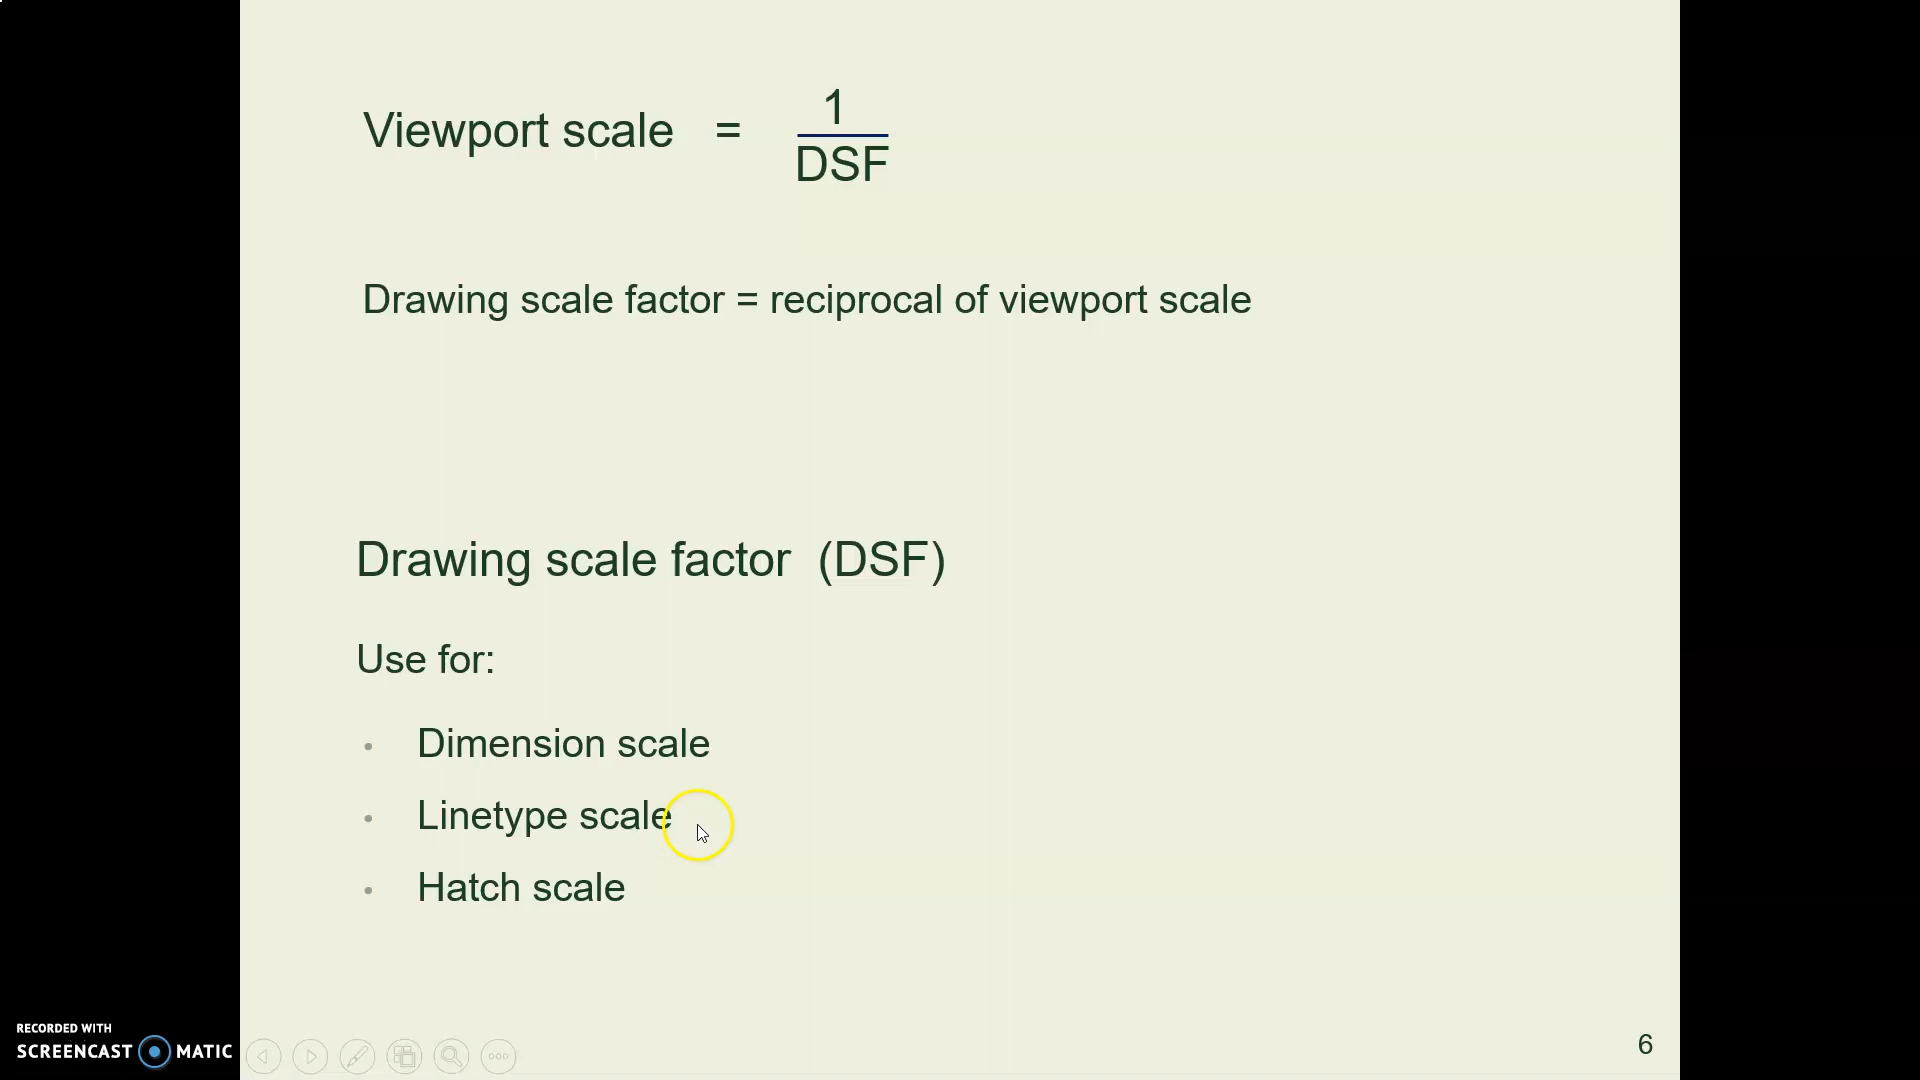 Viewport scale = 1
DSF
Drawing scale factor = reciprocal of viewport scale
Drawing scale factor (DSF)
Use for:
• Dimension scale
• Linetype scale
• Hatch scale
6
RECORDED WITH
SCREENCAST MATIC